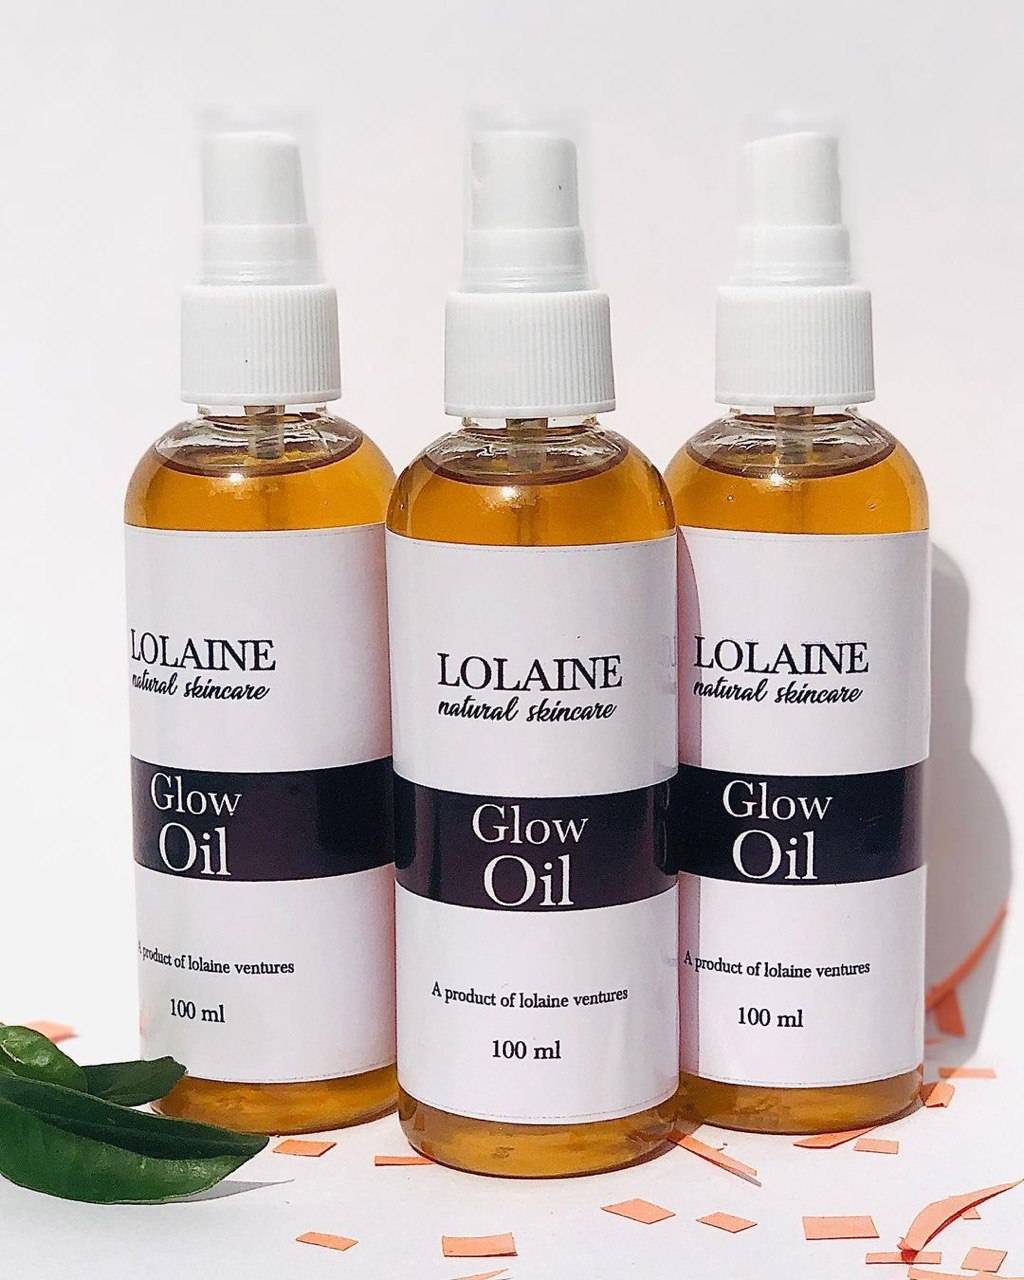 LOLAINE
natural skincare
Glow
Oil
A product of lolaine ventures
100 ml
LOLAINE
natural skincare
Glow
Oil
A product of lolaine ventures
100 ml
LOLAINE
natural skincare
Glow
Oil
A product of lolaine ventures
100 ml